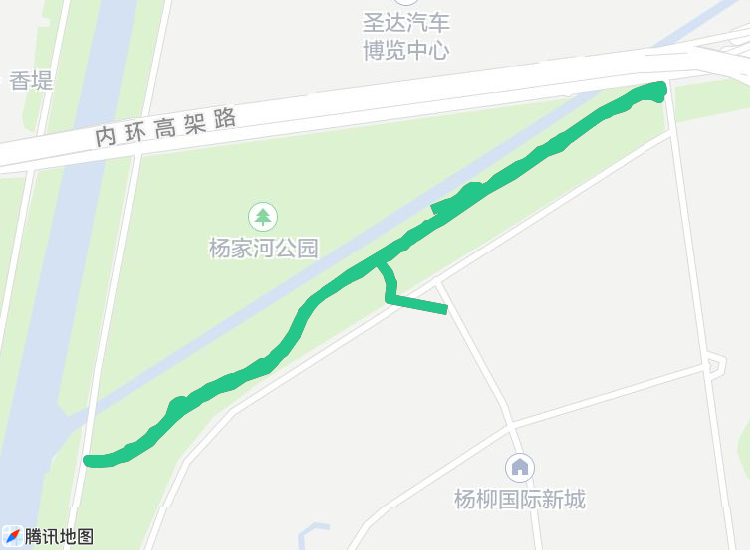 圣达汽车
博览中心
香堤
内环高架路
杨家河公园
杨柳国际新城
腾讯地图